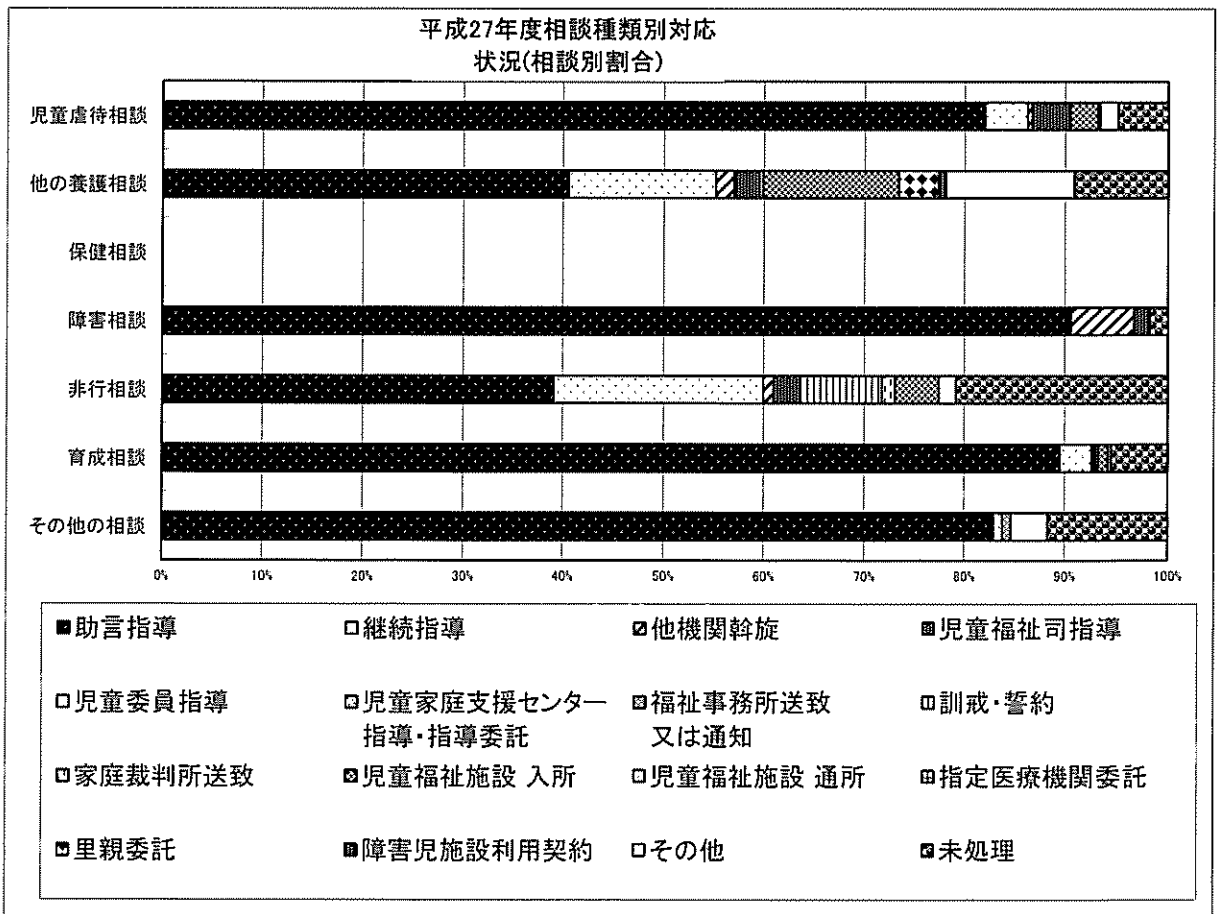 平成27年度相談種類別対応
状況(相談別割合)
児童虐待相談
他の養護相談
保健相談
障害相談
非行相談
育成相談
その他の相談
0% 10% 20% 30% 40% 50% 60% 70% 80% 90% 100%
助言指導 継続指導 他機関斡旋 児童福祉司指導
児童委員指導 児童家庭支援センター 福祉事務所送致 訓戒・誓約
指導・指導委託 又は通知
家庭裁判所送致 児童福祉施設 入所 児童福祉施設 通所 指定医療機関委託
里親委託 障害児施設利用契約 その他 未処理